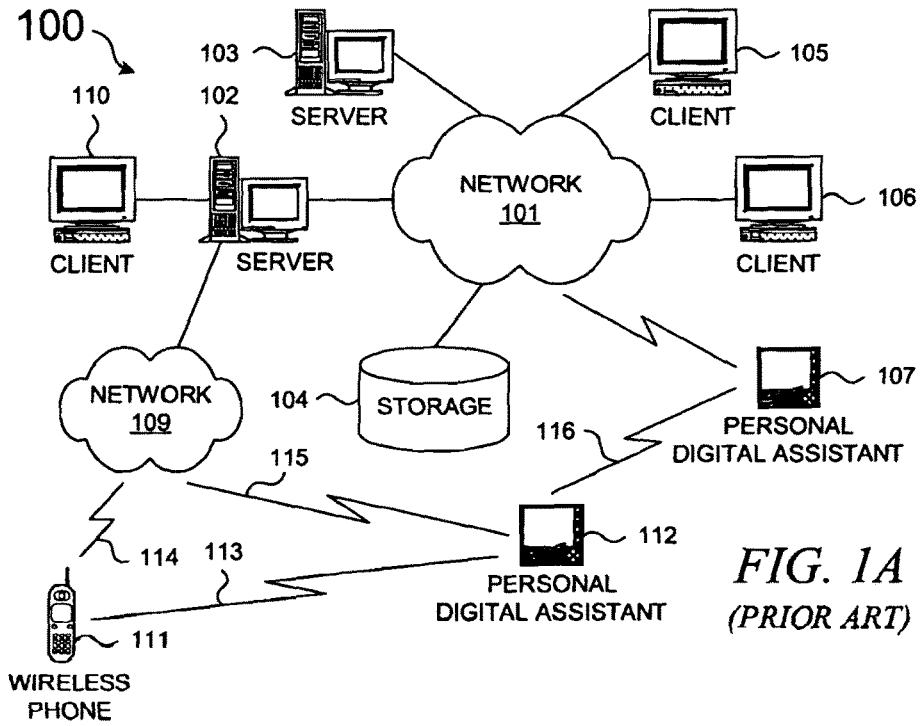 100
103
SERVER
105
CLIENT
110
CLIENT
102
SERVER
NETWORK
101
106
CLIENT
NETWORK
109
104
STORAGE
107
PERSONAL
DIGITAL ASSISTANT
116
115
114
113
112
PERSONAL
DIGITAL ASSISTANT
111
WIRELESS
PHONE
FIG. 1A
(PRIOR ART)